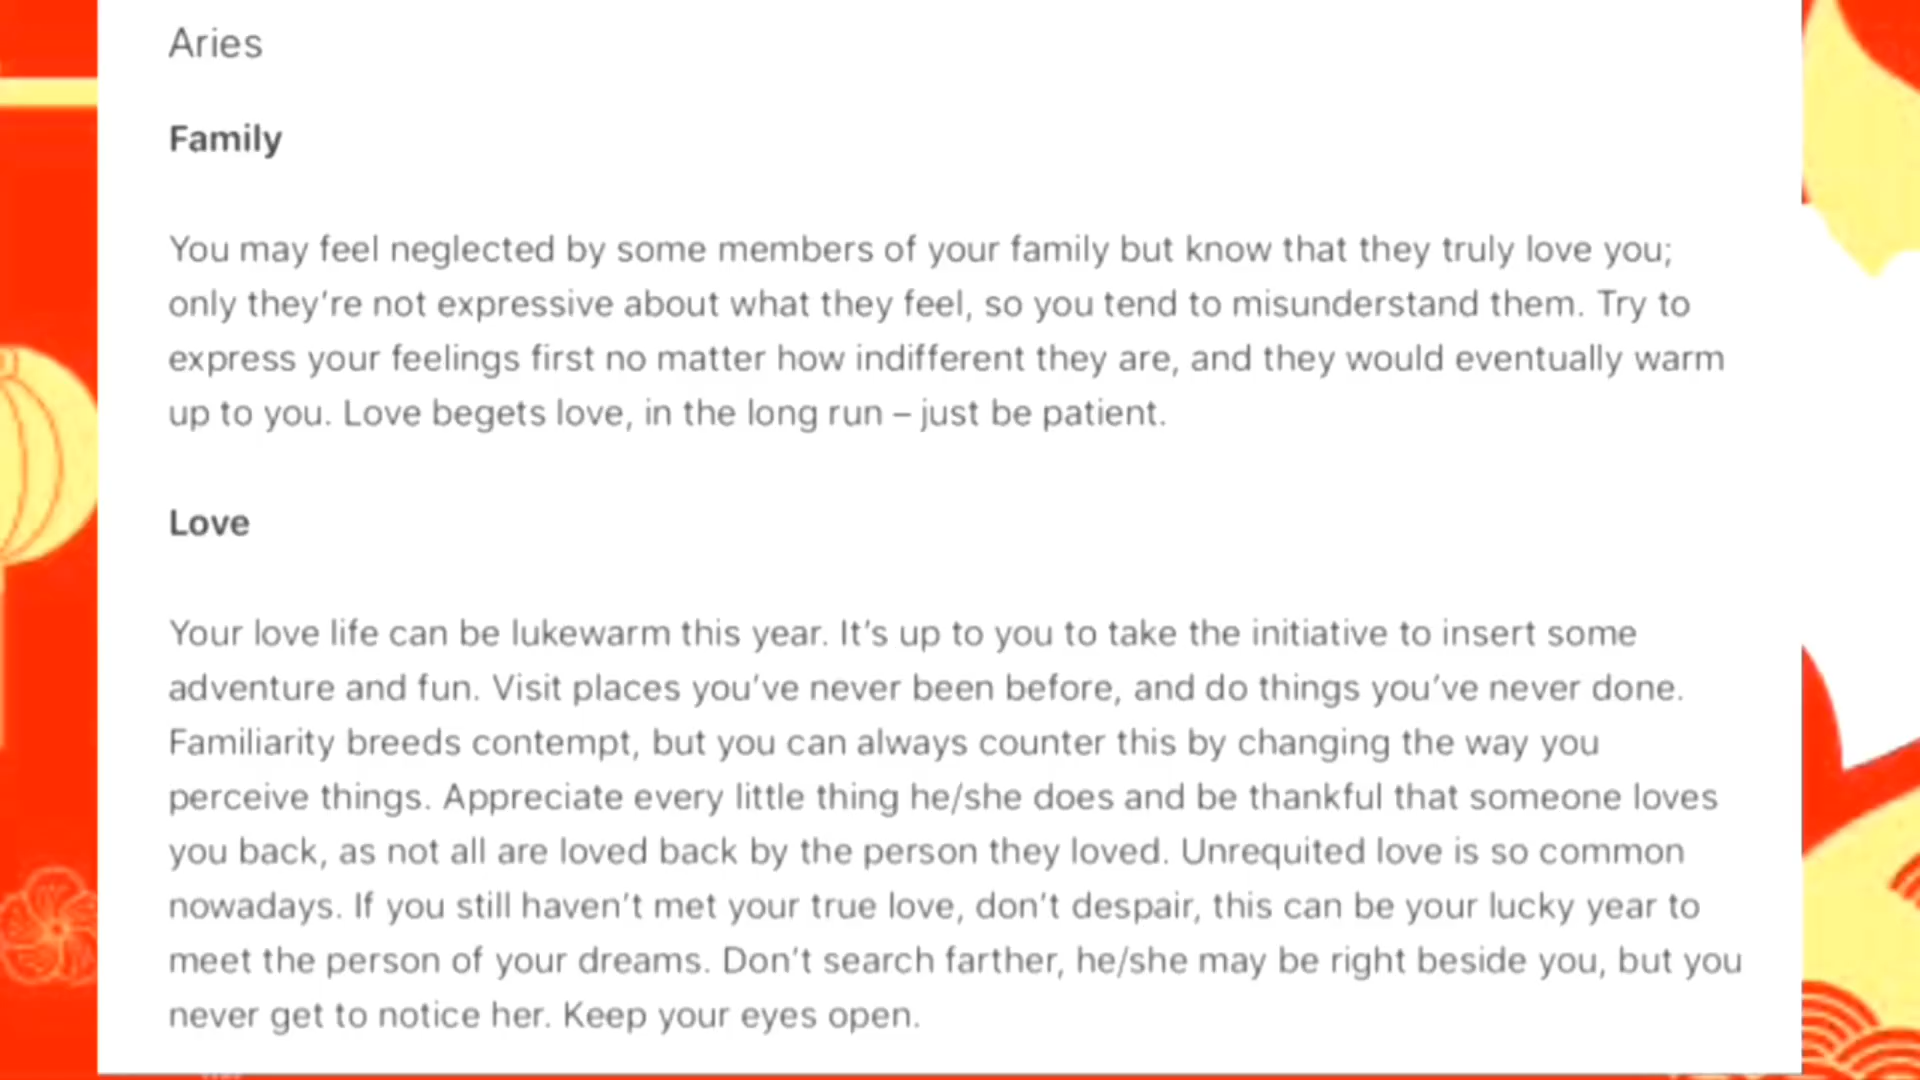 Aries
Family
You may feel neglected by some members of your family but know that they truly love you;
only they’re not expressive about what they feel, so you tend to misunderstand them. Try to
express your feelings first no matter how indifferent they are, and they would eventually warm
up to you. Love begets love, in the long run – just be patient.
Love
Your love life can be lukewarm this year. It’s up to you to take the initiative to insert some
adventure and fun. Visit places you’ve never been before, and do things you’ve never done.
Familiarity breeds contempt, but you can always counter this by changing the way you
perceive things. Appreciate every little thing he/she does and be thankful that someone loves
you back, as not all are loved back by the person they loved. Unrequited love is so common
nowadays. If you still haven’t met your true love, don’t despair, this can be your lucky year to
meet the person of your dreams. Don’t search farther, he/she may be right beside you, but you
never get to notice her. Keep your eyes open.